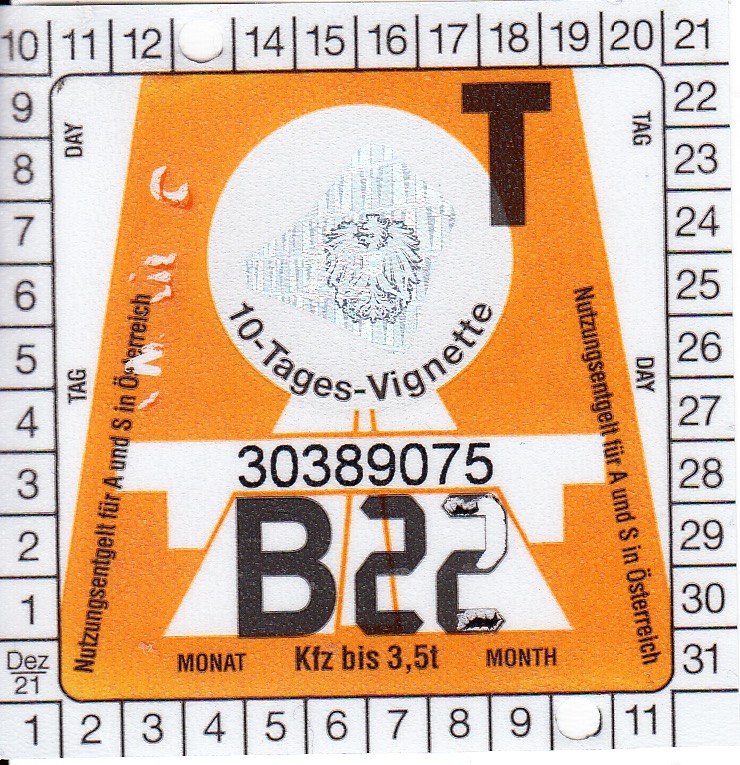 10 11 12 14 15 16 17 18 19 20 21
9 22
DAY T TAG
8 23
7 24
6 25
10-Tages-Vignette
5 26
TAG DAY
4 27
Nutzungsentgelt für A und S in Österreich
Nutzungsentgelt für A und S in Österreich
30389075
3 28
B22
2 29
1 30
MONAT Kfz bis 3,5t MONTH
Dez 31
21
1 2 3 4 5 6 7 8 9 11